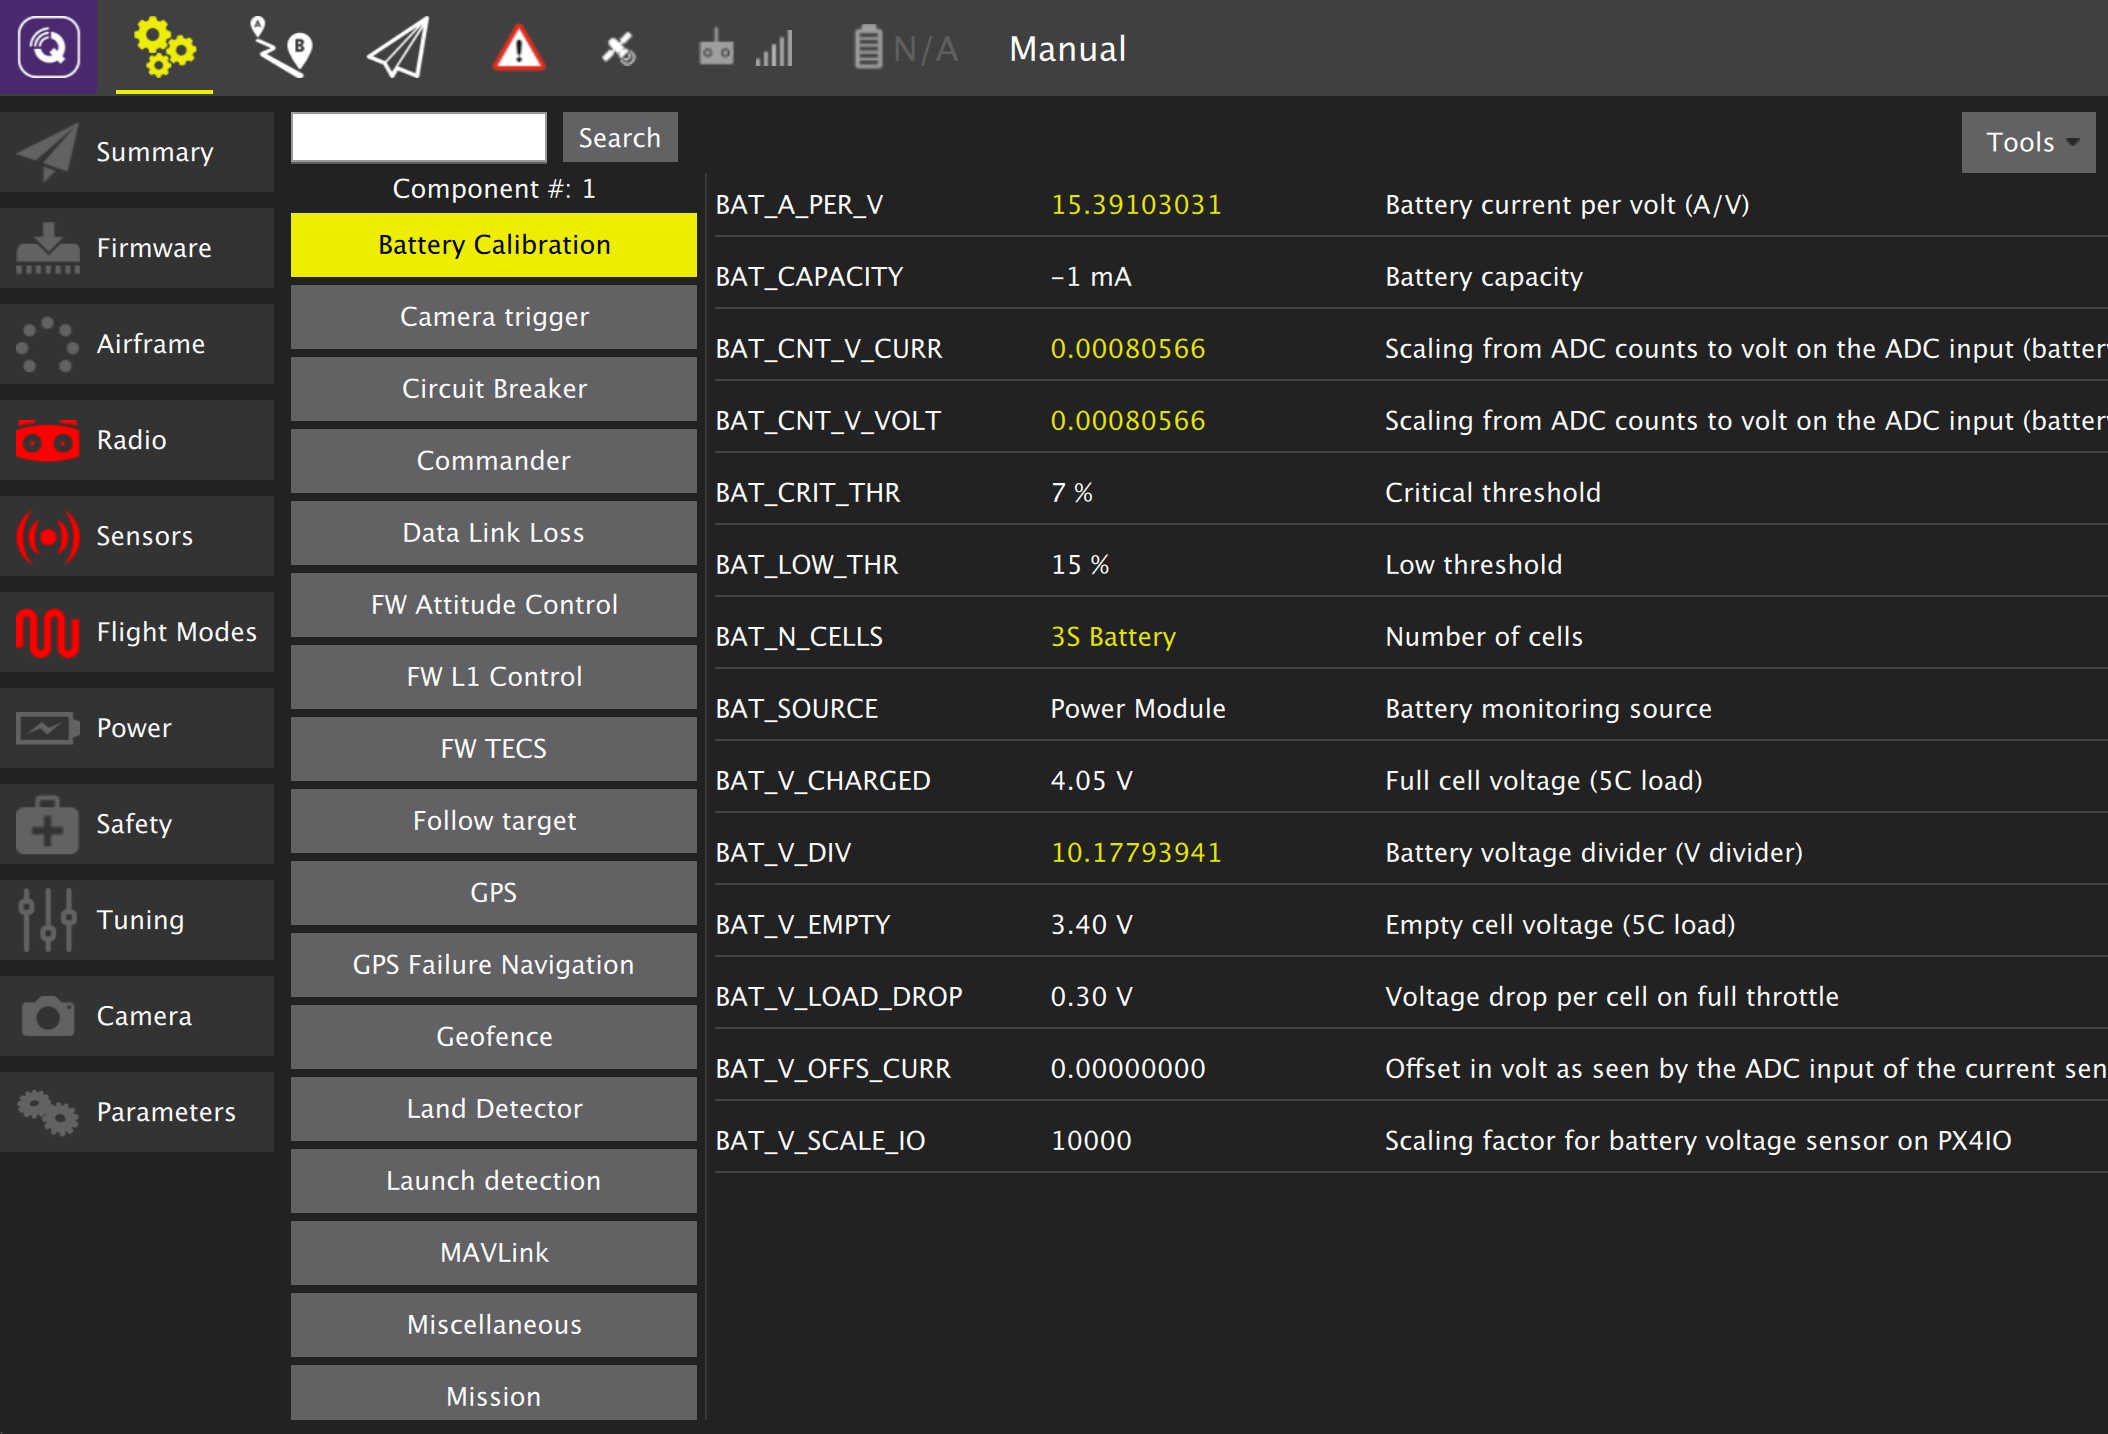 N/A
Manual
Summary
Firmware
Airframe
Radio
Sensors
Flight Modes
Power
Safety
Tuning
Camera
Parameters
Search
Component #: 1
Battery Calibration
Camera trigger
Circuit Breaker
Commander
Data Link Loss
FW Attitude Control
FW L1 Control
FW TECS
Follow target
GPS
GPS Failure Navigation
Geofence
Land Detector
Launch detection
MAVLink
Miscellaneous
Mission
Tools
BAT_A_PER_V 15.39103031 Battery current per volt (A/V)
BAT_CAPACITY -1 mA Battery capacity
BAT_CNT_V_CURR 0.00080566 Scaling from ADC counts to volt on the ADC input (batter
BAT_CNT_V_VOLT 0.00080566 Scaling from ADC counts to volt on the ADC input (batter
BAT_CRIT_THR 7 % Critical threshold
BAT_LOW_THR 15 % Low threshold
BAT_N_CELLS 3S Battery Number of cells
BAT_SOURCE Power Module Battery monitoring source
BAT_V_CHARGED 4.05 V Full cell voltage (5C load)
BAT_V_DIV 10.17793941 Battery voltage divider (V divider)
BAT_V_EMPTY 3.40 V Empty cell voltage (5C load)
BAT_V_LOAD_DROP 0.30 V Voltage drop per cell on full throttle
BAT_V_OFFS_CURR 0.00000000 Offset in volt as seen by the ADC input of the current sen
BAT_V_SCALE_IO 10000 Scaling factor for battery voltage sensor on PX4IO